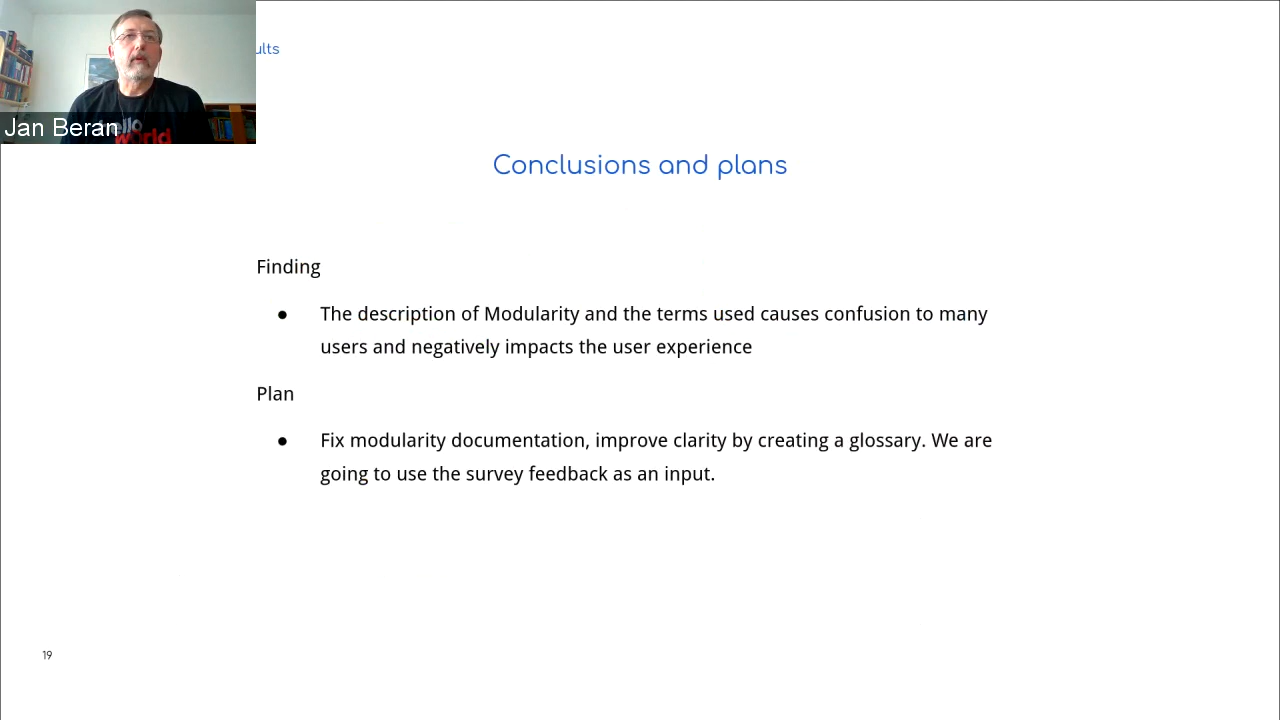 ults
Jan Beran
Conclusions and plans
Finding
● The description of Modularity and the terms used causes confusion to many
users and negatively impacts the user experience
Plan
● Fix modularity documentation, improve clarity by creating a glossary. We are
going to use the survey feedback as an input.
19